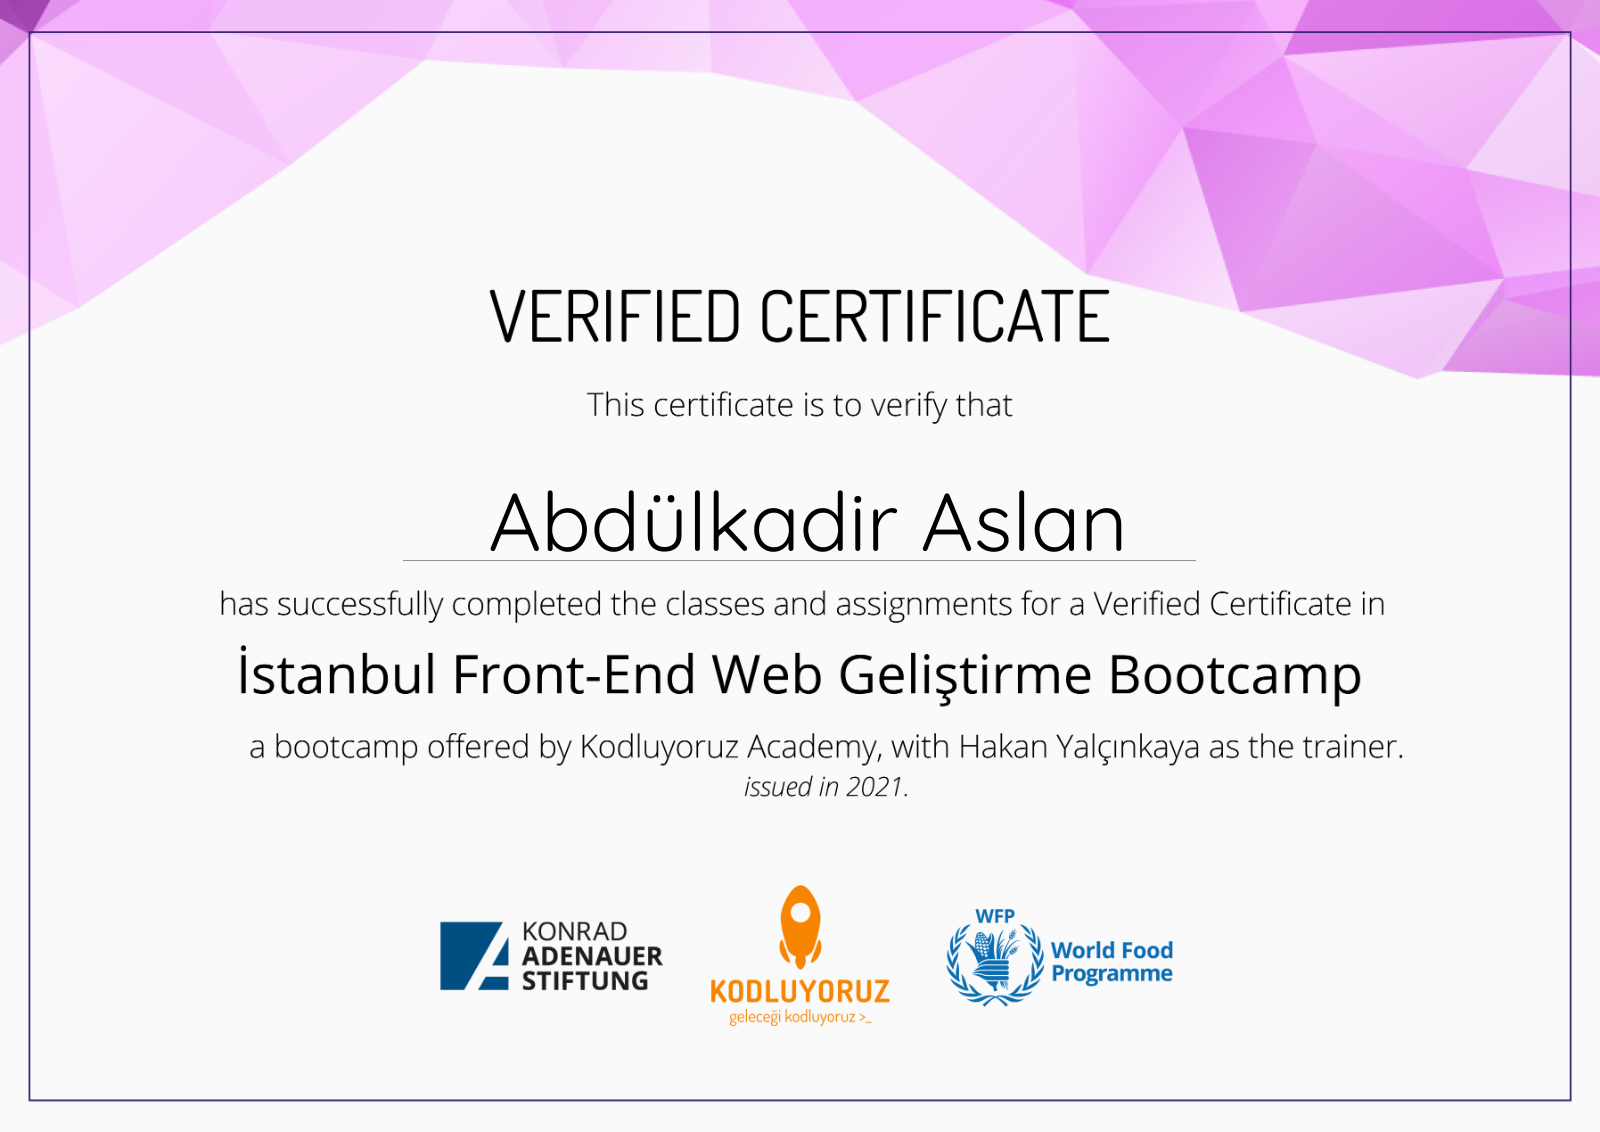 VERIFIED CERTIFICATE
This certificate is to verify that
Abdülkadir Aslan
has successfully completed the classes and assignments for a Verified Certificate in
İstanbul Front-End Web Geliştirme Bootcamp
a bootcamp offered by Kodluyoruz Academy, with Hakan Yalçınkaya as the trainer.
issued in 2021.
KONRAD
ADENAUER
STIFTUNG
KODLUYORUZ
geleceği kodluyoruz >_
WFP
World Food
Programme